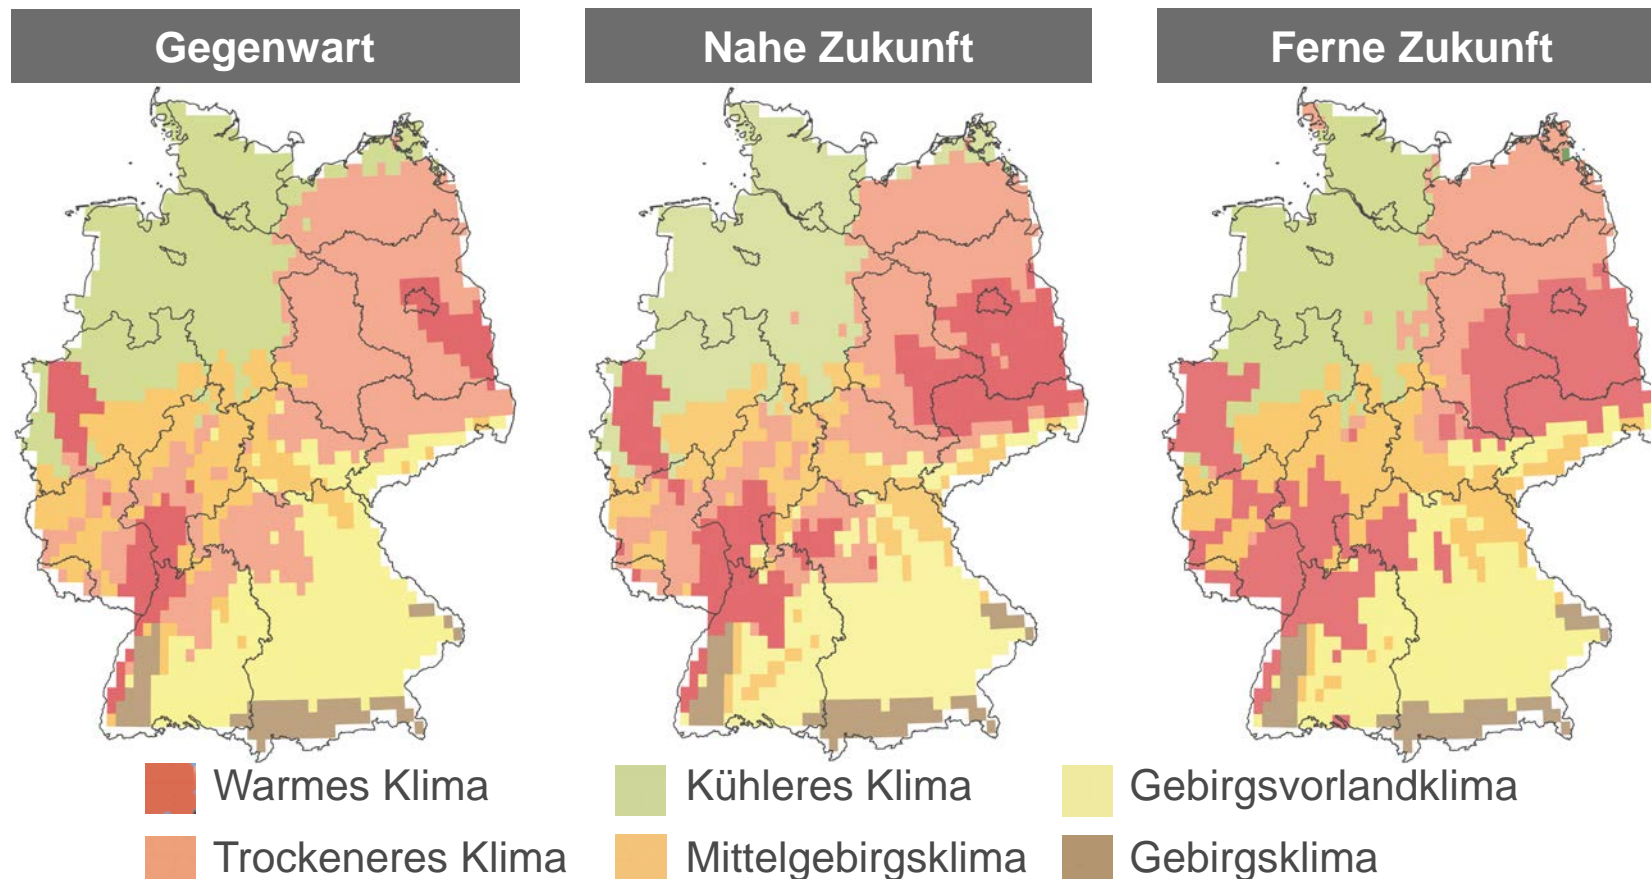 Gegenwart
Nahe Zukunft
Ferne Zukunft
Warmes Klima
Kühleres Klima
Gebirgsvorlandklima
Trockeneres Klima
Mittelgebirgsklima
Gebirgsklima